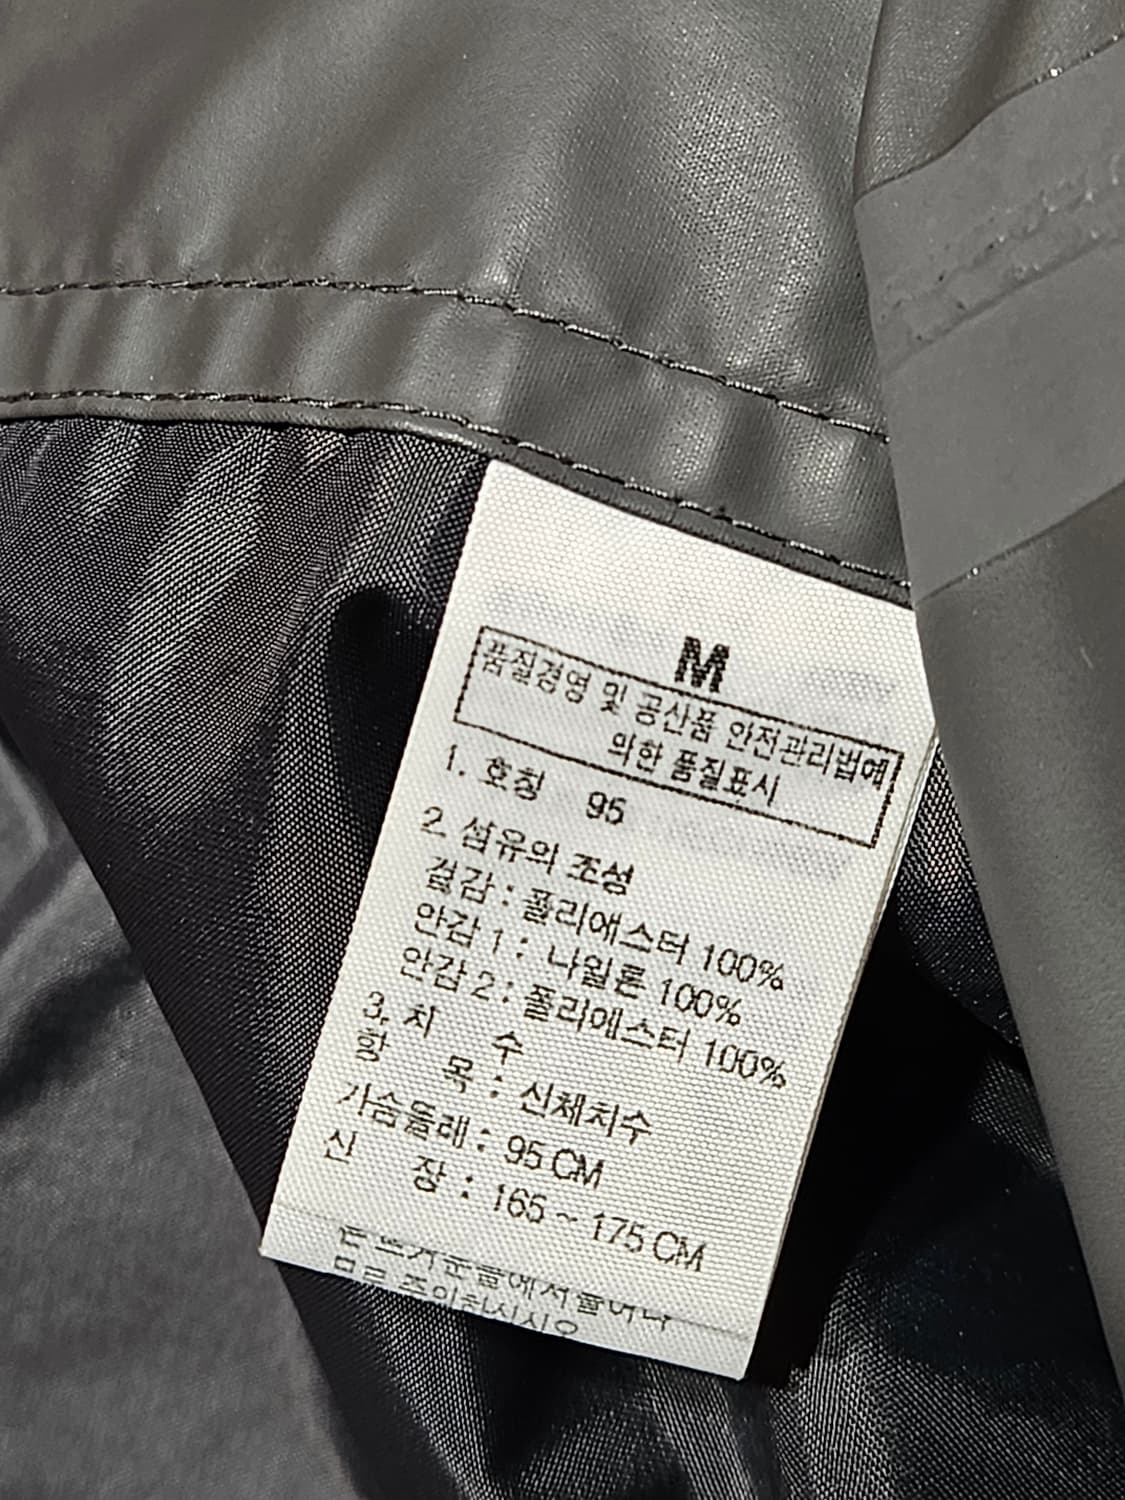 M
품질경영 및 공산품 안전관리법에
의한 품질표시
1. 호칭 95
2. 섬유의 조성
겉감 : 폴리에스터 100%
안감 1 : 나일론 100%
안감 2 : 폴리에스터 100%
3. 치 수
항 목 : 신체치수
가슴둘레 : 95 CM
신 장 : 165 ~ 175 CM